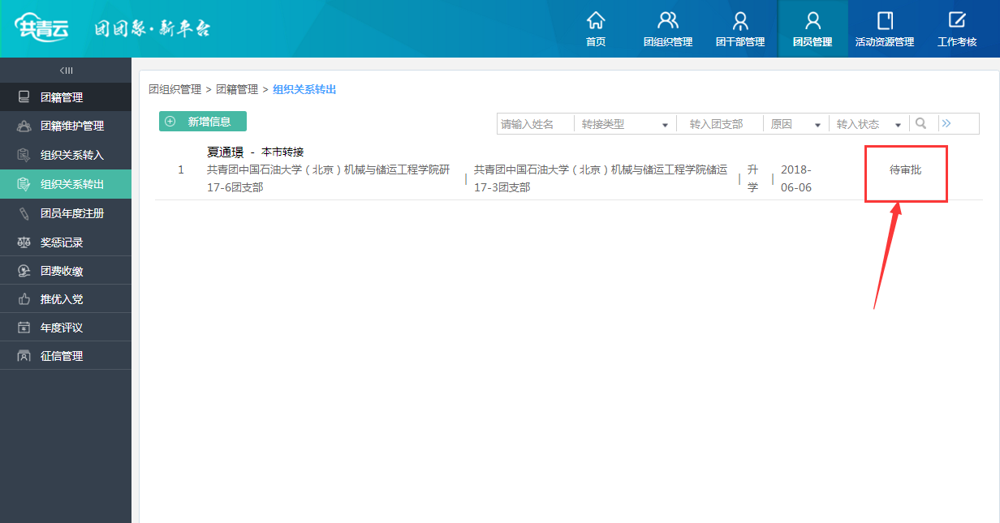 共青云
团团聚·新平台
首页
团组织管理
团干部管理
团员管理
活动资源管理
工作考核
团籍管理
团籍维护管理
组织关系转入
组织关系转出
团员年度注册
奖惩记录
团费收缴
推优入党
年度评议
征信管理
团组织管理 > 团籍管理 > 组织关系转出
新增信息
请输入姓名
转接类型
转入团支部
原因
转入状态
夏通璟 - 本市转接
1
共青团中国石油大学（北京）机械与储运工程学院研
17-6团支部
共青团中国石油大学（北京）机械与储运工程学院储运
17-3团支部
升
学
2018-
06-06
待审批